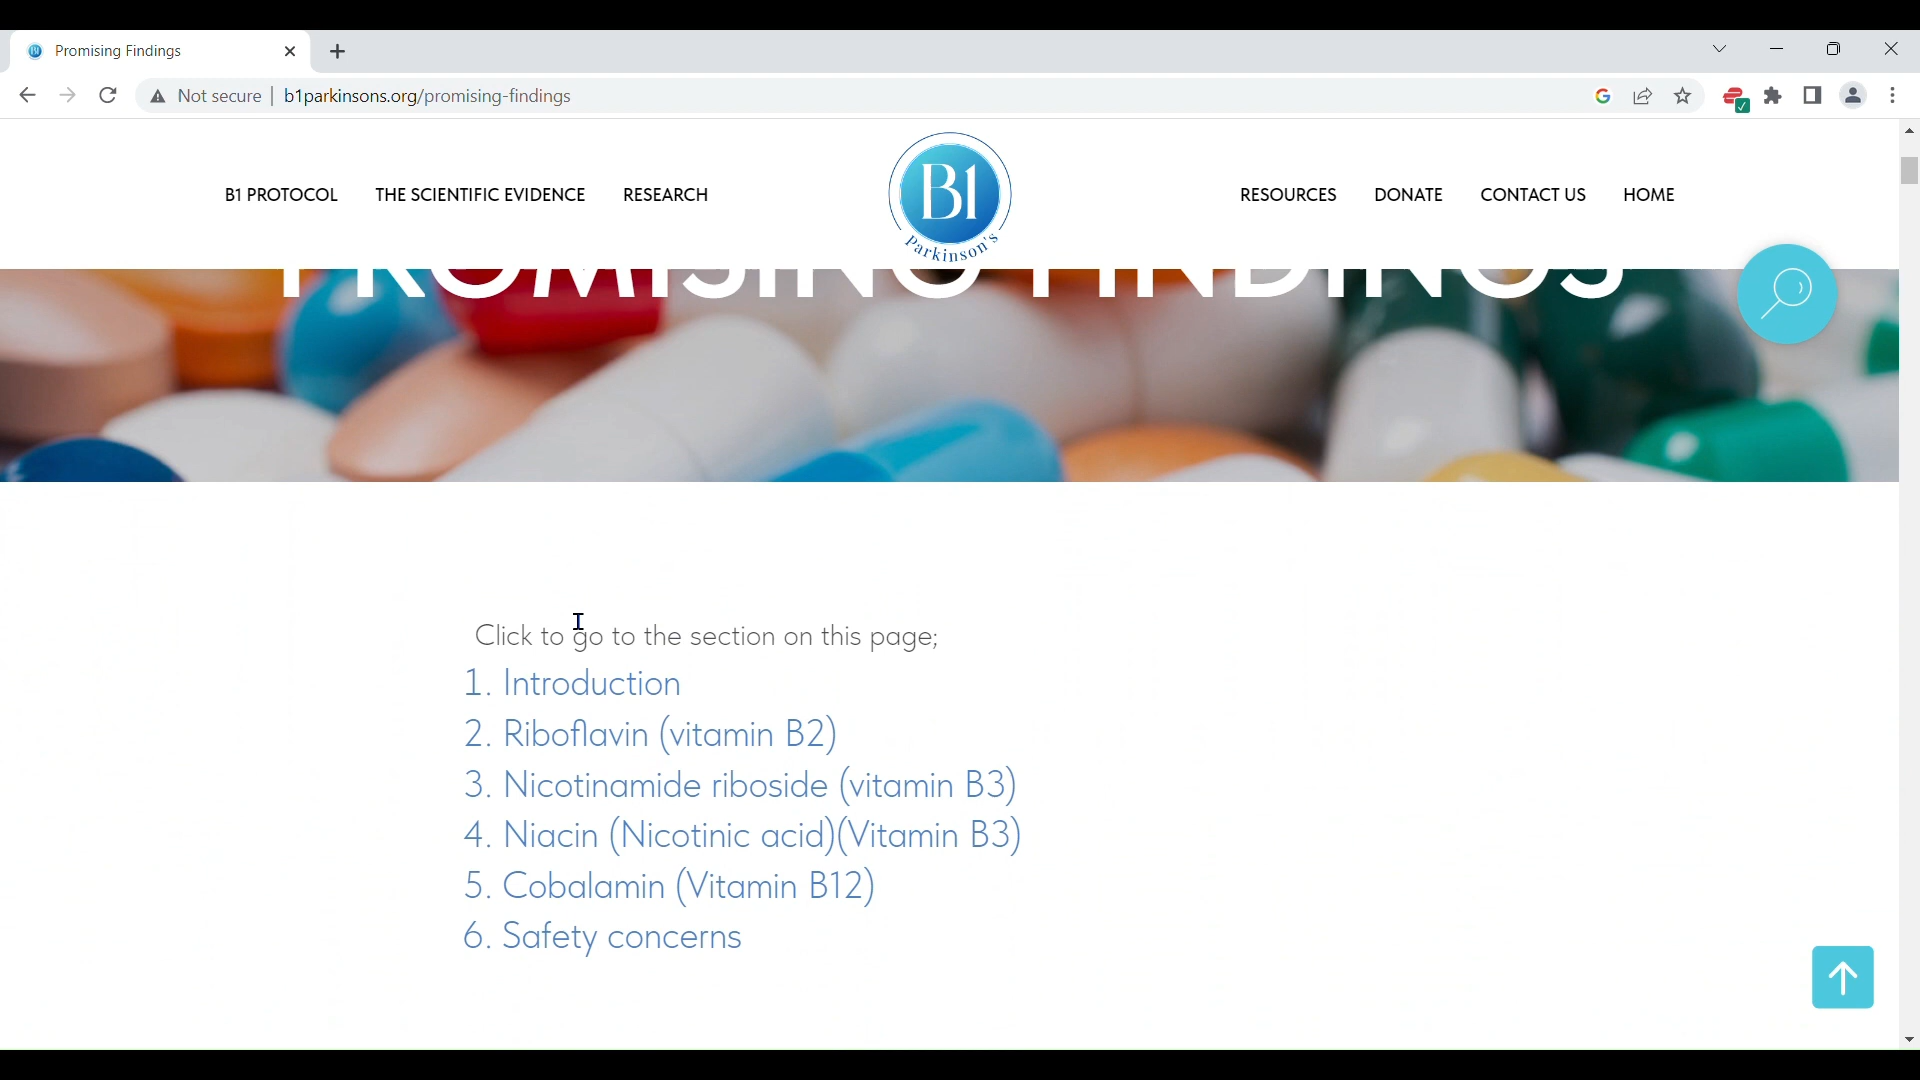 Promising Findings
Not secure | b1parkinsons.org/promising-findings
B1 PROTOCOL THE SCIENTIFIC EVIDENCE RESEARCH
B1
Parkinson's
RESOURCES DONATE CONTACT US HOME
PROMISING FINDINGS
Click to go to the section on this page;
1. Introduction
2. Riboflavin (vitamin B2)
3. Nicotinamide riboside (vitamin B3)
4. Niacin (Nicotinic acid)(Vitamin B3)
5. Cobalamin (Vitamin B12)
6. Safety concerns